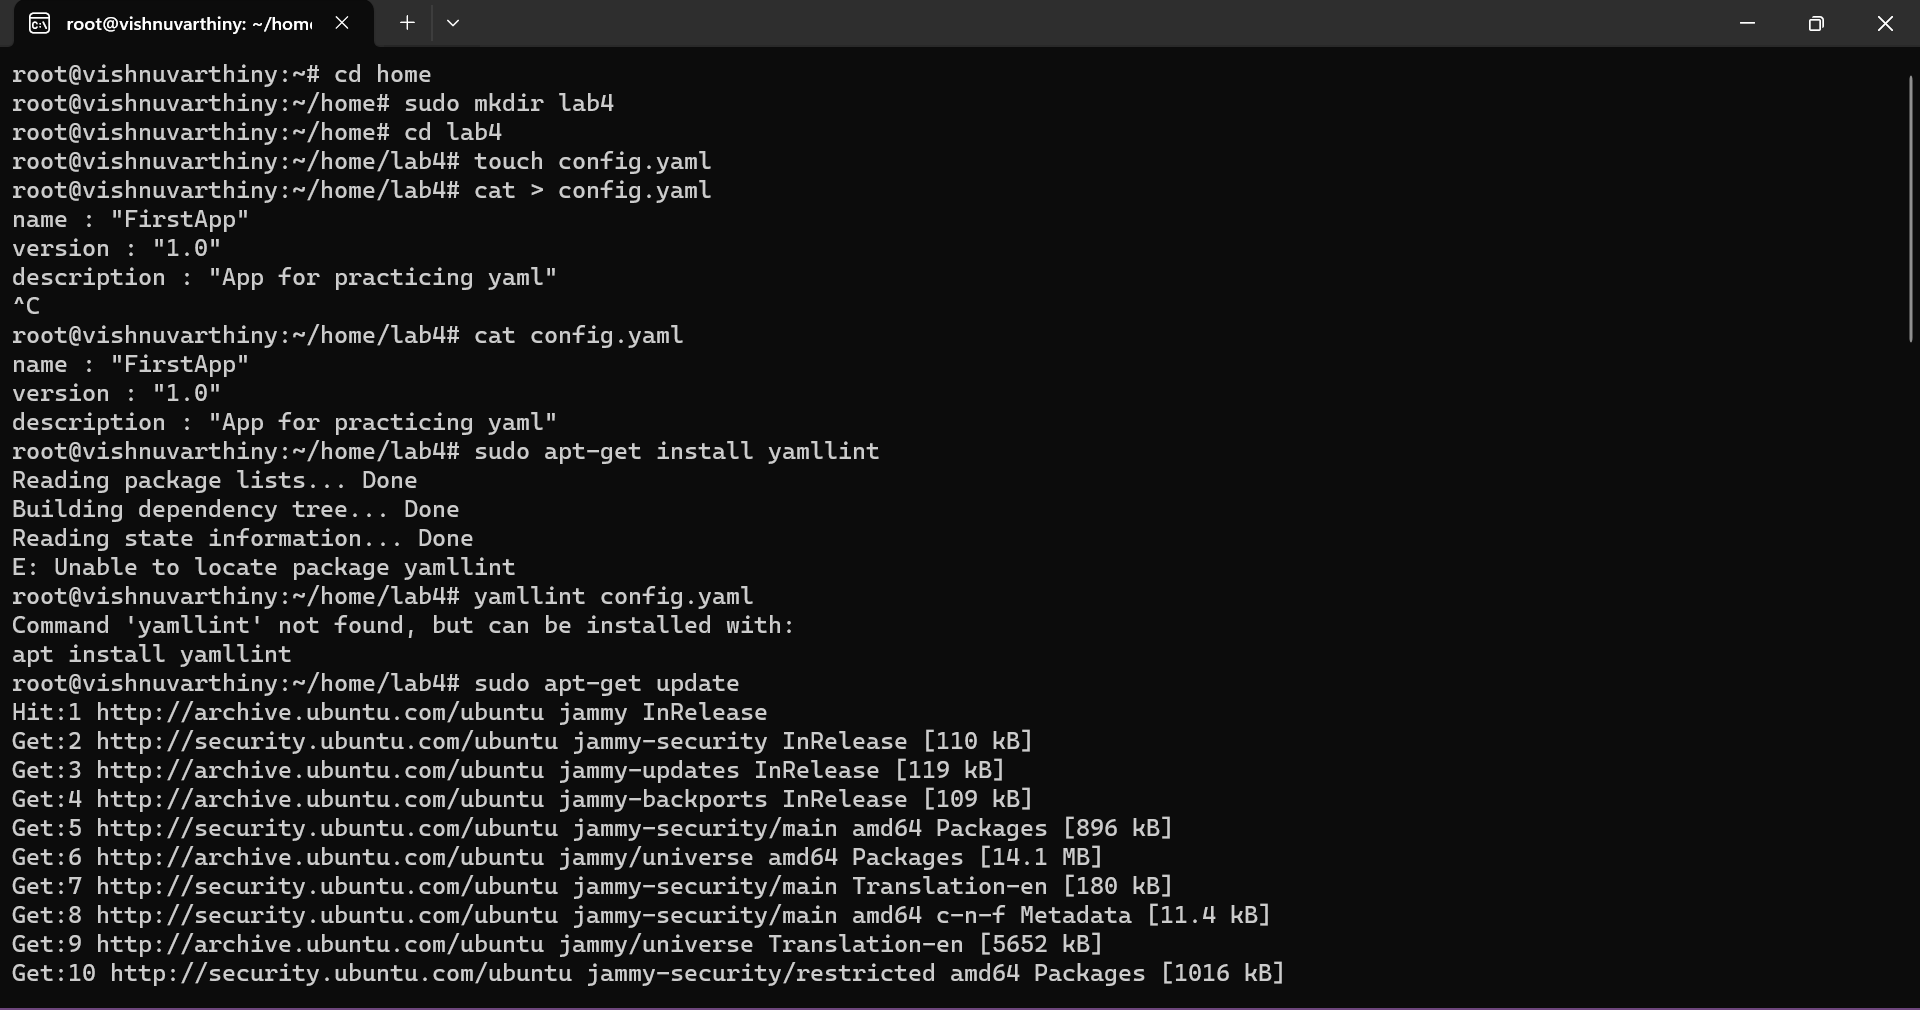 root@vishnuvarthiny: ~/hom
root@vishnuvarthiny:~# cd home
root@vishnuvarthiny:~/home# sudo mkdir lab4
root@vishnuvarthiny:~/home# cd lab4
root@vishnuvarthiny:~/home/lab4# touch config.yaml
root@vishnuvarthiny:~/home/lab4# cat > config.yaml
name : "FirstApp"
version : "1.0"
description : "App for practicing yaml"
^C
root@vishnuvarthiny:~/home/lab4# cat config.yaml
name : "FirstApp"
version : "1.0"
description : "App for practicing yaml"
root@vishnuvarthiny:~/home/lab4# sudo apt-get install yamllint
Reading package lists... Done
Building dependency tree... Done
Reading state information... Done
E: Unable to locate package yamllint
root@vishnuvarthiny:~/home/lab4# yamllint config.yaml
Command 'yamllint' not found, but can be installed with:
apt install yamllint
root@vishnuvarthiny:~/home/lab4# sudo apt-get update
Hit:1 http://archive.ubuntu.com/ubuntu jammy InRelease
Get:2 http://security.ubuntu.com/ubuntu jammy-security InRelease [110 kB]
Get:3 http://archive.ubuntu.com/ubuntu jammy-updates InRelease [119 kB]
Get:4 http://archive.ubuntu.com/ubuntu jammy-backports InRelease [109 kB]
Get:5 http://security.ubuntu.com/ubuntu jammy-security/main amd64 Packages [896 kB]
Get:6 http://archive.ubuntu.com/ubuntu jammy/universe amd64 Packages [14.1 MB]
Get:7 http://security.ubuntu.com/ubuntu jammy-security/main Translation-en [180 kB]
Get:8 http://security.ubuntu.com/ubuntu jammy-security/main amd64 c-n-f Metadata [11.4 kB]
Get:9 http://archive.ubuntu.com/ubuntu jammy/universe Translation-en [5652 kB]
Get:10 http://security.ubuntu.com/ubuntu jammy-security/restricted amd64 Packages [1016 kB]